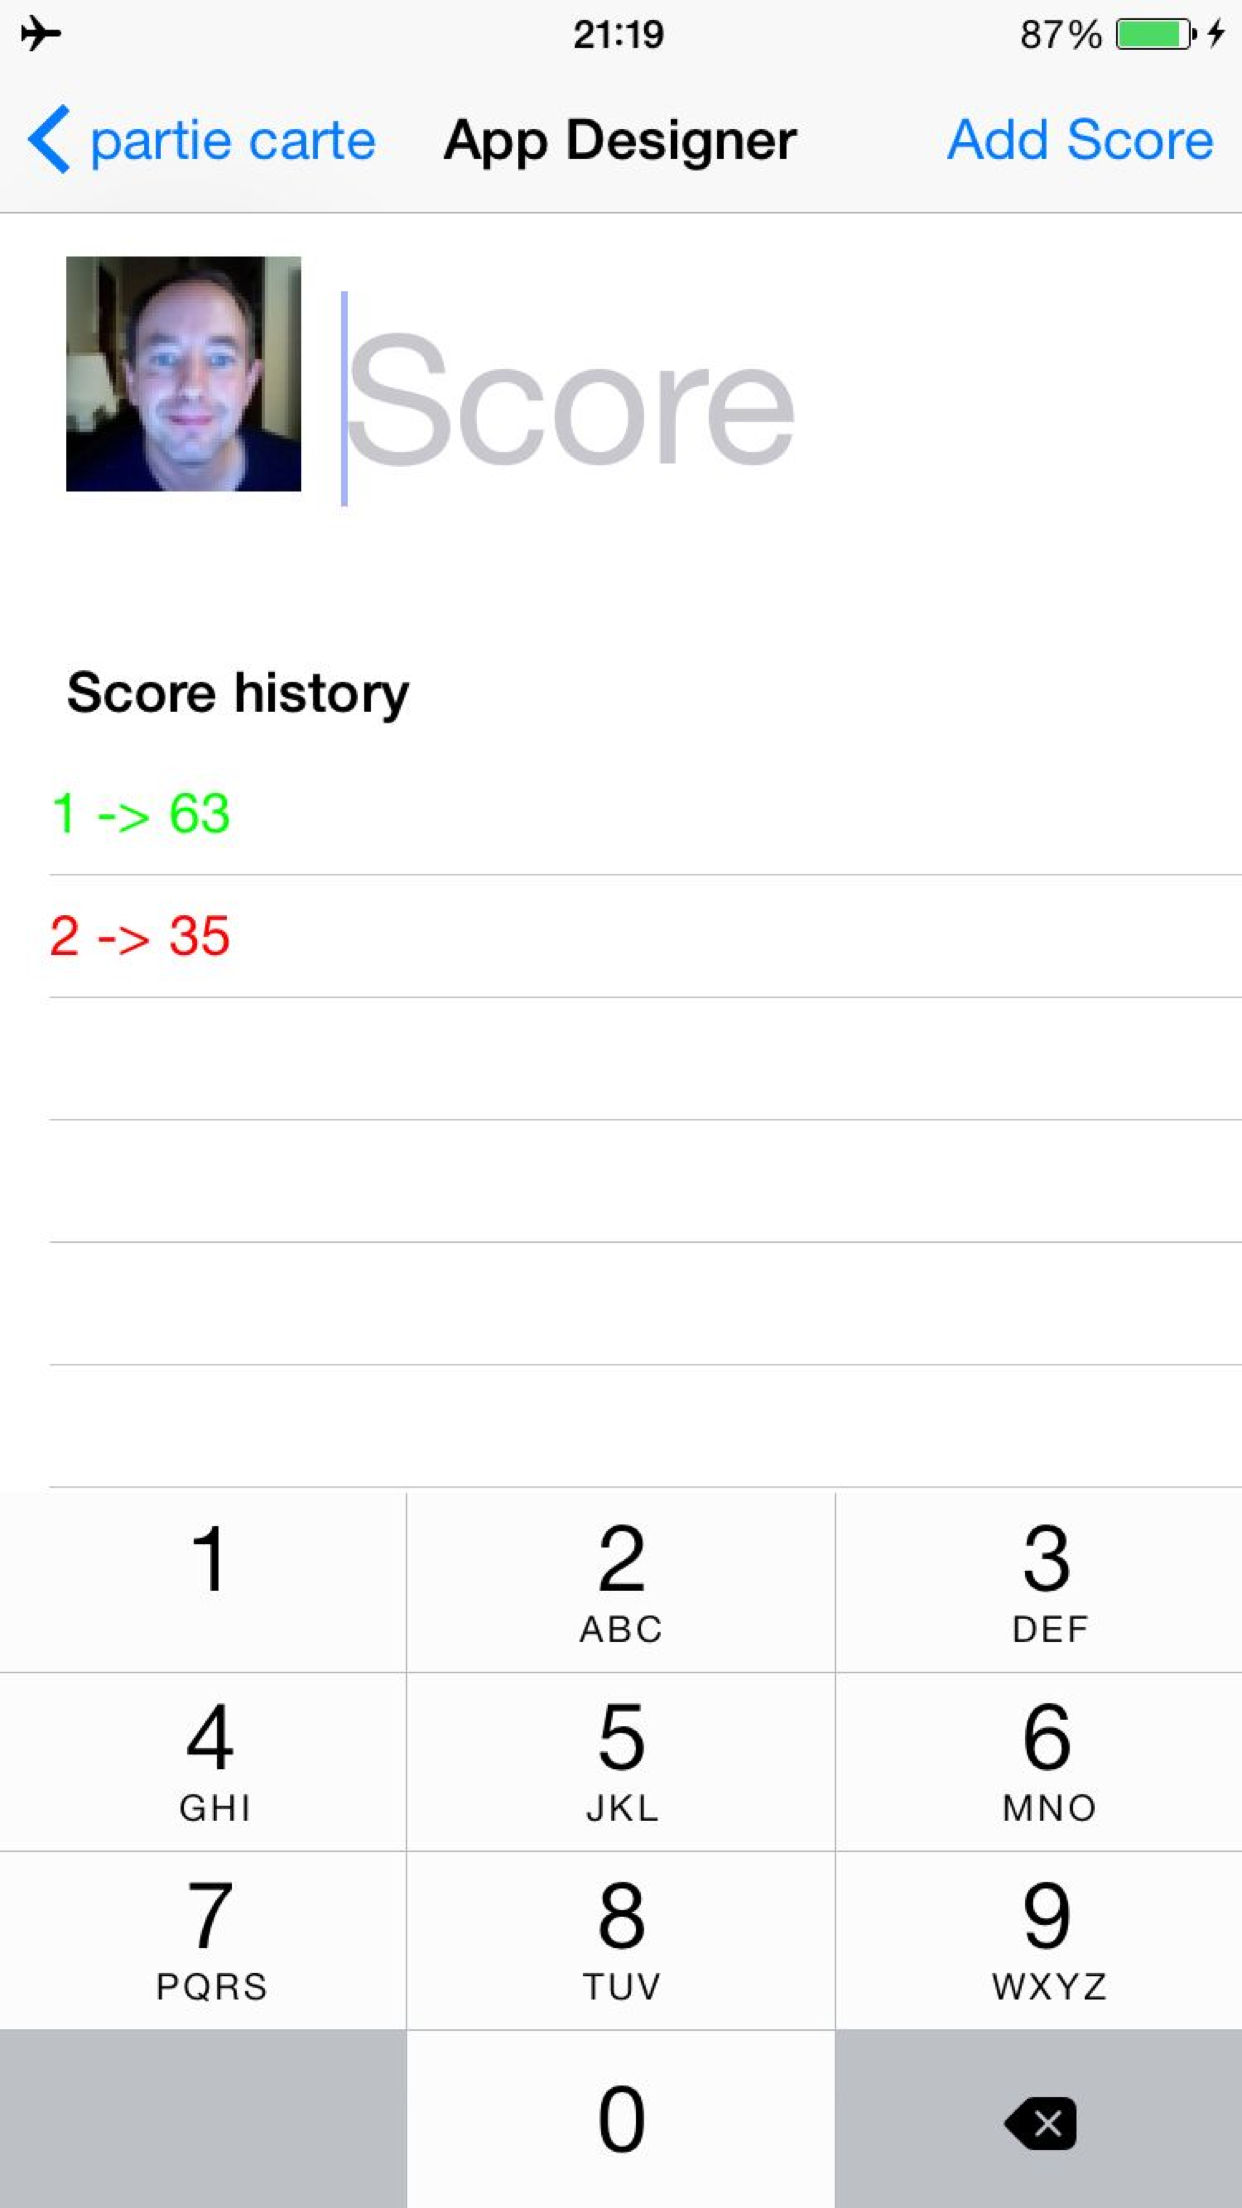 21:19
87%
partie carte
App Designer
Add Score
Score
Score history
1 -> 63
2 -> 35
1
2
3
ABC
DEF
4
5
6
GHI
JKL
MNO
7
8
9
PQRS
TUV
WXYZ
0